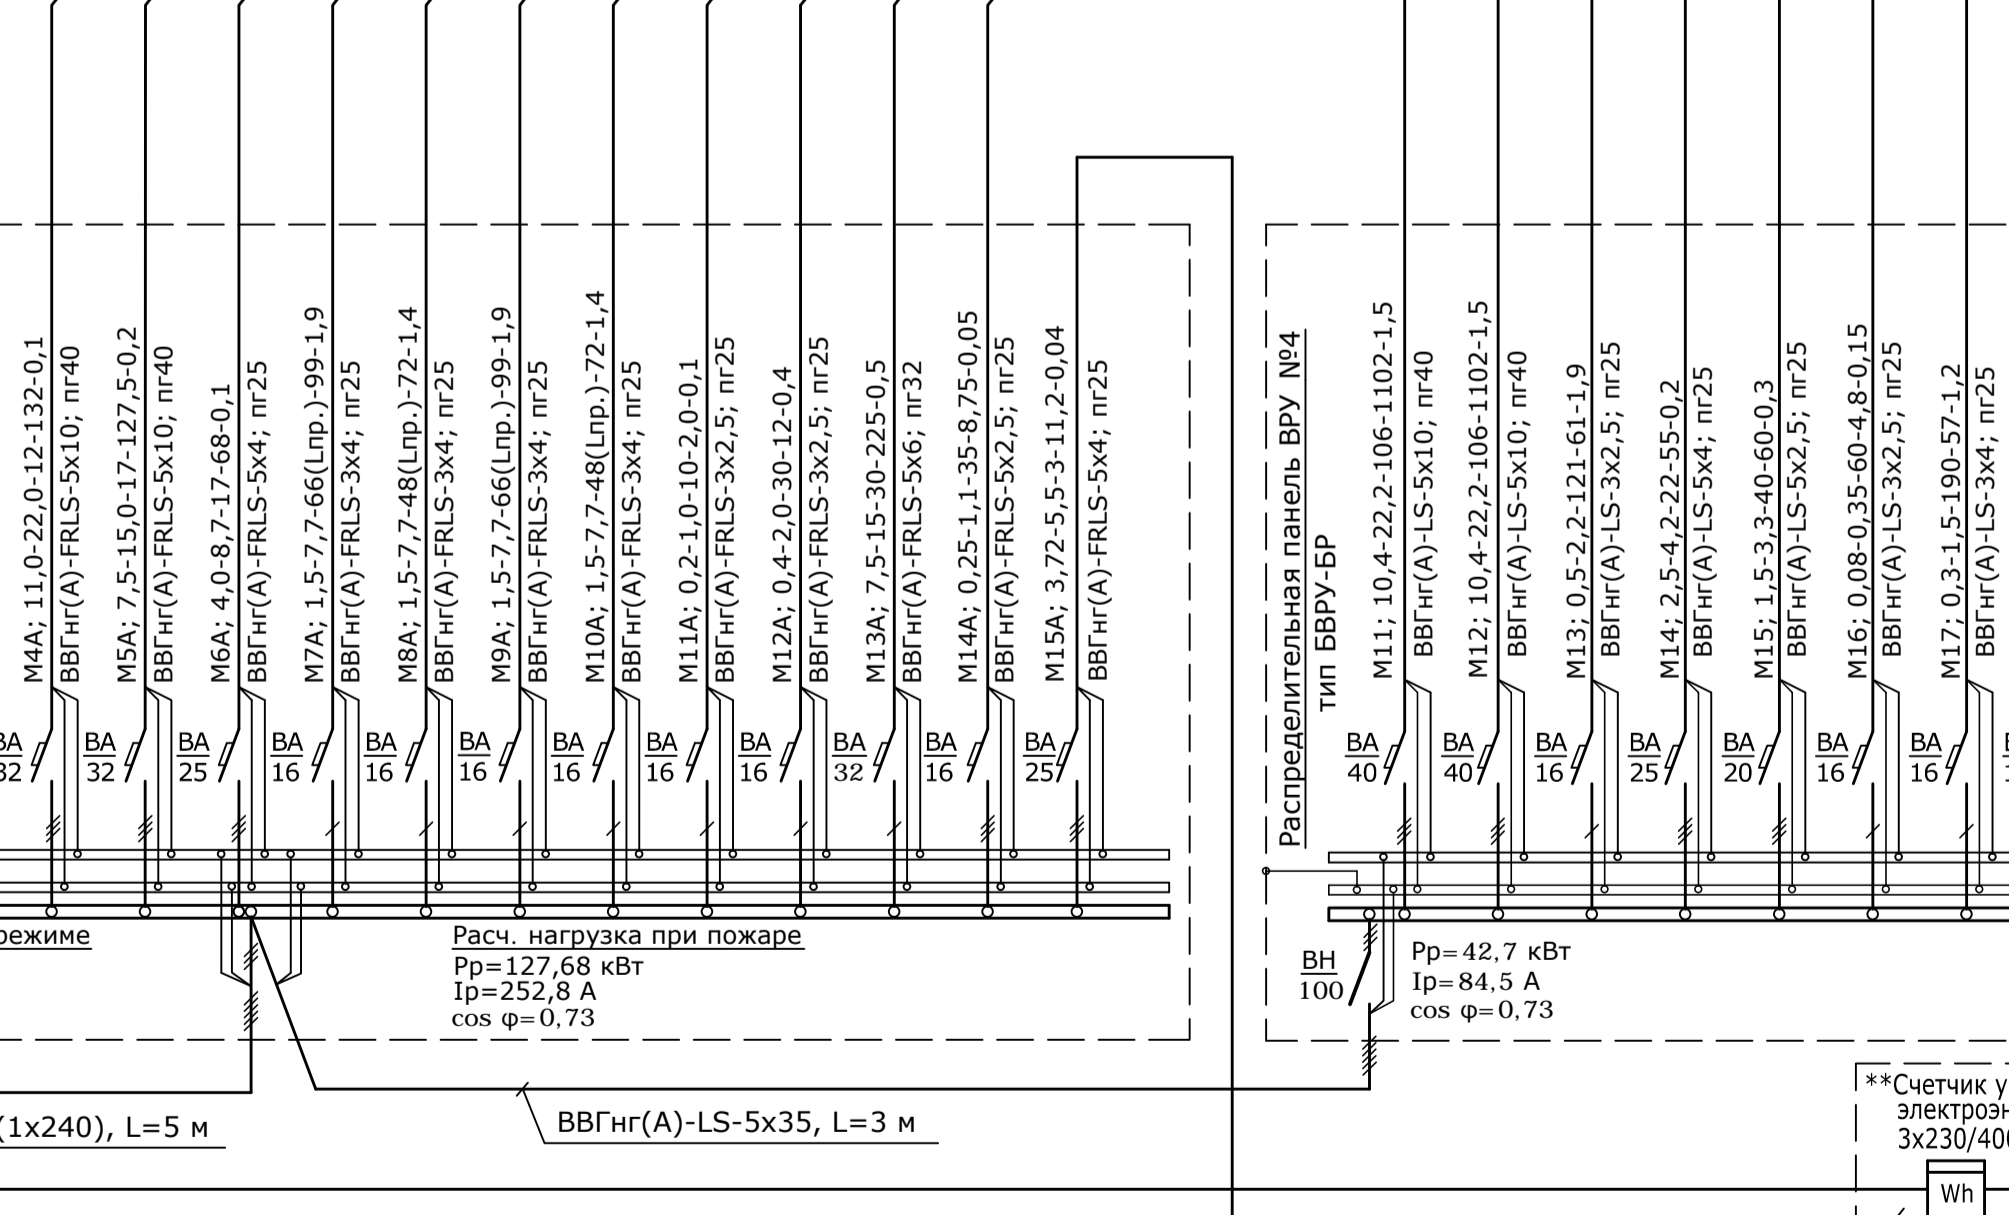 М4А; 11,0-22,0-12-132-0,1
ВВГнг(А)-FRLS-5х10; пг40
М5А; 7,5-15,0-17-127,5-0,2
ВВГнг(А)-FRLS-5х10; пг40
М6А; 4,0-8,7-17-68-0,1
ВВГнг(А)-FRLS-5х4; пг25
М7А; 1,5-7,7-66(Lпр.)-99-1,9
ВВГнг(А)-FRLS-3х4; пг25
М8А; 1,5-7,7-48(Lпр.)-72-1,4
ВВГнг(А)-FRLS-3х4; пг25
М9А; 1,5-7,7-66(Lпр.)-99-1,9
ВВГнг(А)-FRLS-3х4; пг25
М10А; 1,5-7,7-48(Lпр.)-72-1,4
ВВГнг(А)-FRLS-3х4; пг25
М11А; 0,2-1,0-10-2,0-0,1
ВВГнг(А)-FRLS-3х2,5; пг25
М12А; 0,4-2,0-30-12-0,4
ВВГнг(А)-FRLS-3х2,5; пг25
М13А; 7,5-15-30-225-0,5
ВВГнг(А)-FRLS-5х6; пг32
М14А; 0,25-1,1-35-8,75-0,05
ВВГнг(А)-FRLS-5х2,5; пг25
М15А; 3,72-5,5-3-11,2-0,04
ВВГнг(А)-FRLS-5х4; пг25
ВА
32
ВА
32
ВА
25
ВА
16
ВА
16
ВА
16
ВА
16
ВА
16
ВА
16
ВА
32
ВА
16
ВА
25
режиме
Расч. нагрузка при пожаре
Рр=127,68 кВт
Iр=252,8 А
cos φ=0,73
(1х240), L=5 м
ВВГнг(А)-LS-5х35, L=3 м
Распределительная панель ВРУ №4
тип БВРУ-БР
М11; 10,4-22,2-106-1102-1,5
ВВГнг(А)-LS-5х10; пг40
М12; 10,4-22,2-106-1102-1,5
ВВГнг(А)-LS-5х10; пг40
М13; 0,5-2,2-121-61-1,9
ВВГнг(А)-LS-3х2,5; пг25
М14; 2,5-4,2-22-55-0,2
ВВГнг(А)-LS-5х4; пг25
М15; 1,5-3,3-40-60-0,3
ВВГнг(А)-LS-5х2,5; пг25
М16; 0,08-0,35-60-4,8-0,15
ВВГнг(А)-LS-3х2,5; пг25
М17; 0,3-1,5-190-57-1,2
ВВГнг(А)-LS-3х4; пг25
ВА
40
ВА
40
ВА
16
ВА
25
ВА
20
ВА
16
ВА
16
ВН
100
Рр=42,7 кВт
Iр=84,5 А
cos φ=0,73
**Счетчик у
электроэн
3х230/400
Wh